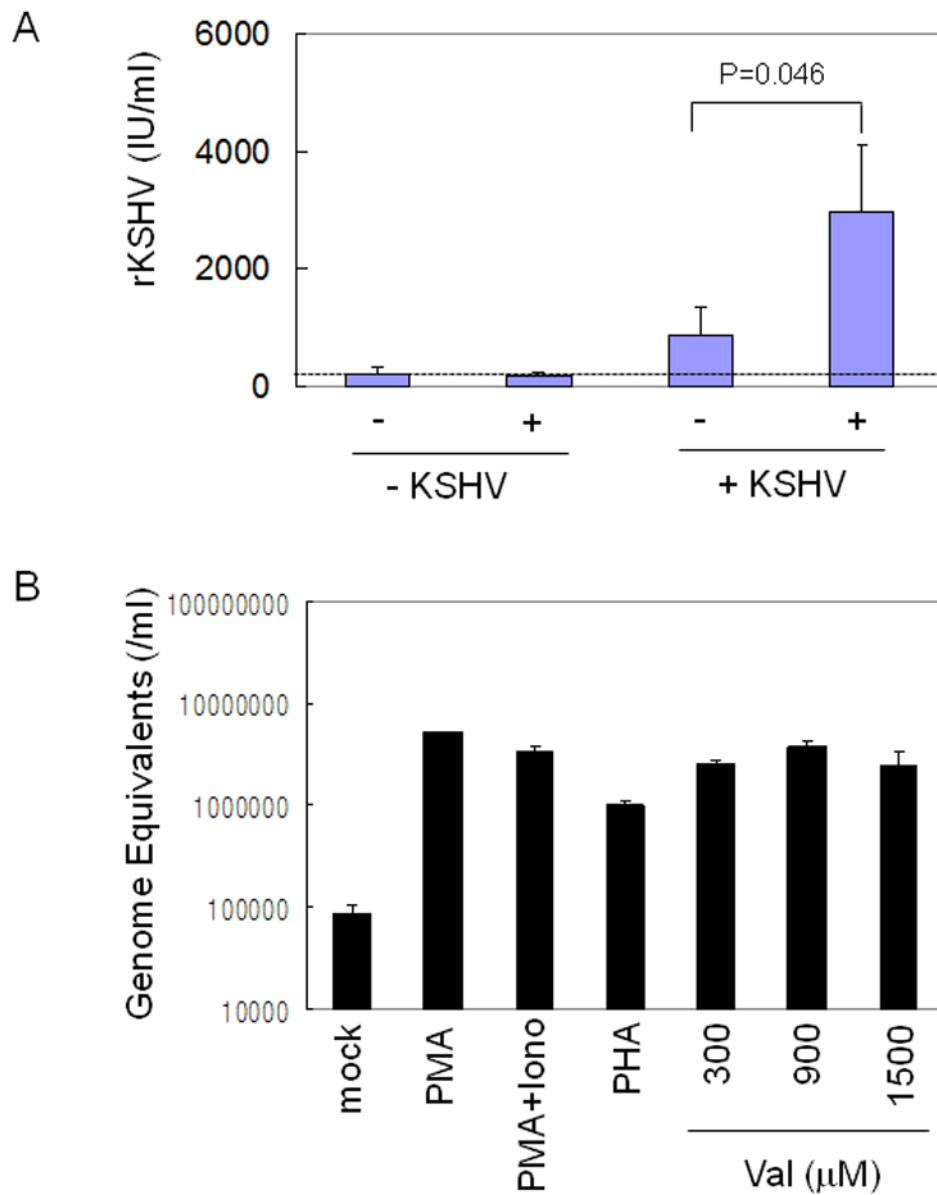 A
rKSHV (IU/ml)
6000
4000
2000
0
P=0.046
- + - +
- KSHV + KSHV
B
Genome Equivalents (/ml)
100000000
10000000
1000000
100000
10000
mock PMA PMA+Iono PHA 300 900 1500
Val (μM)